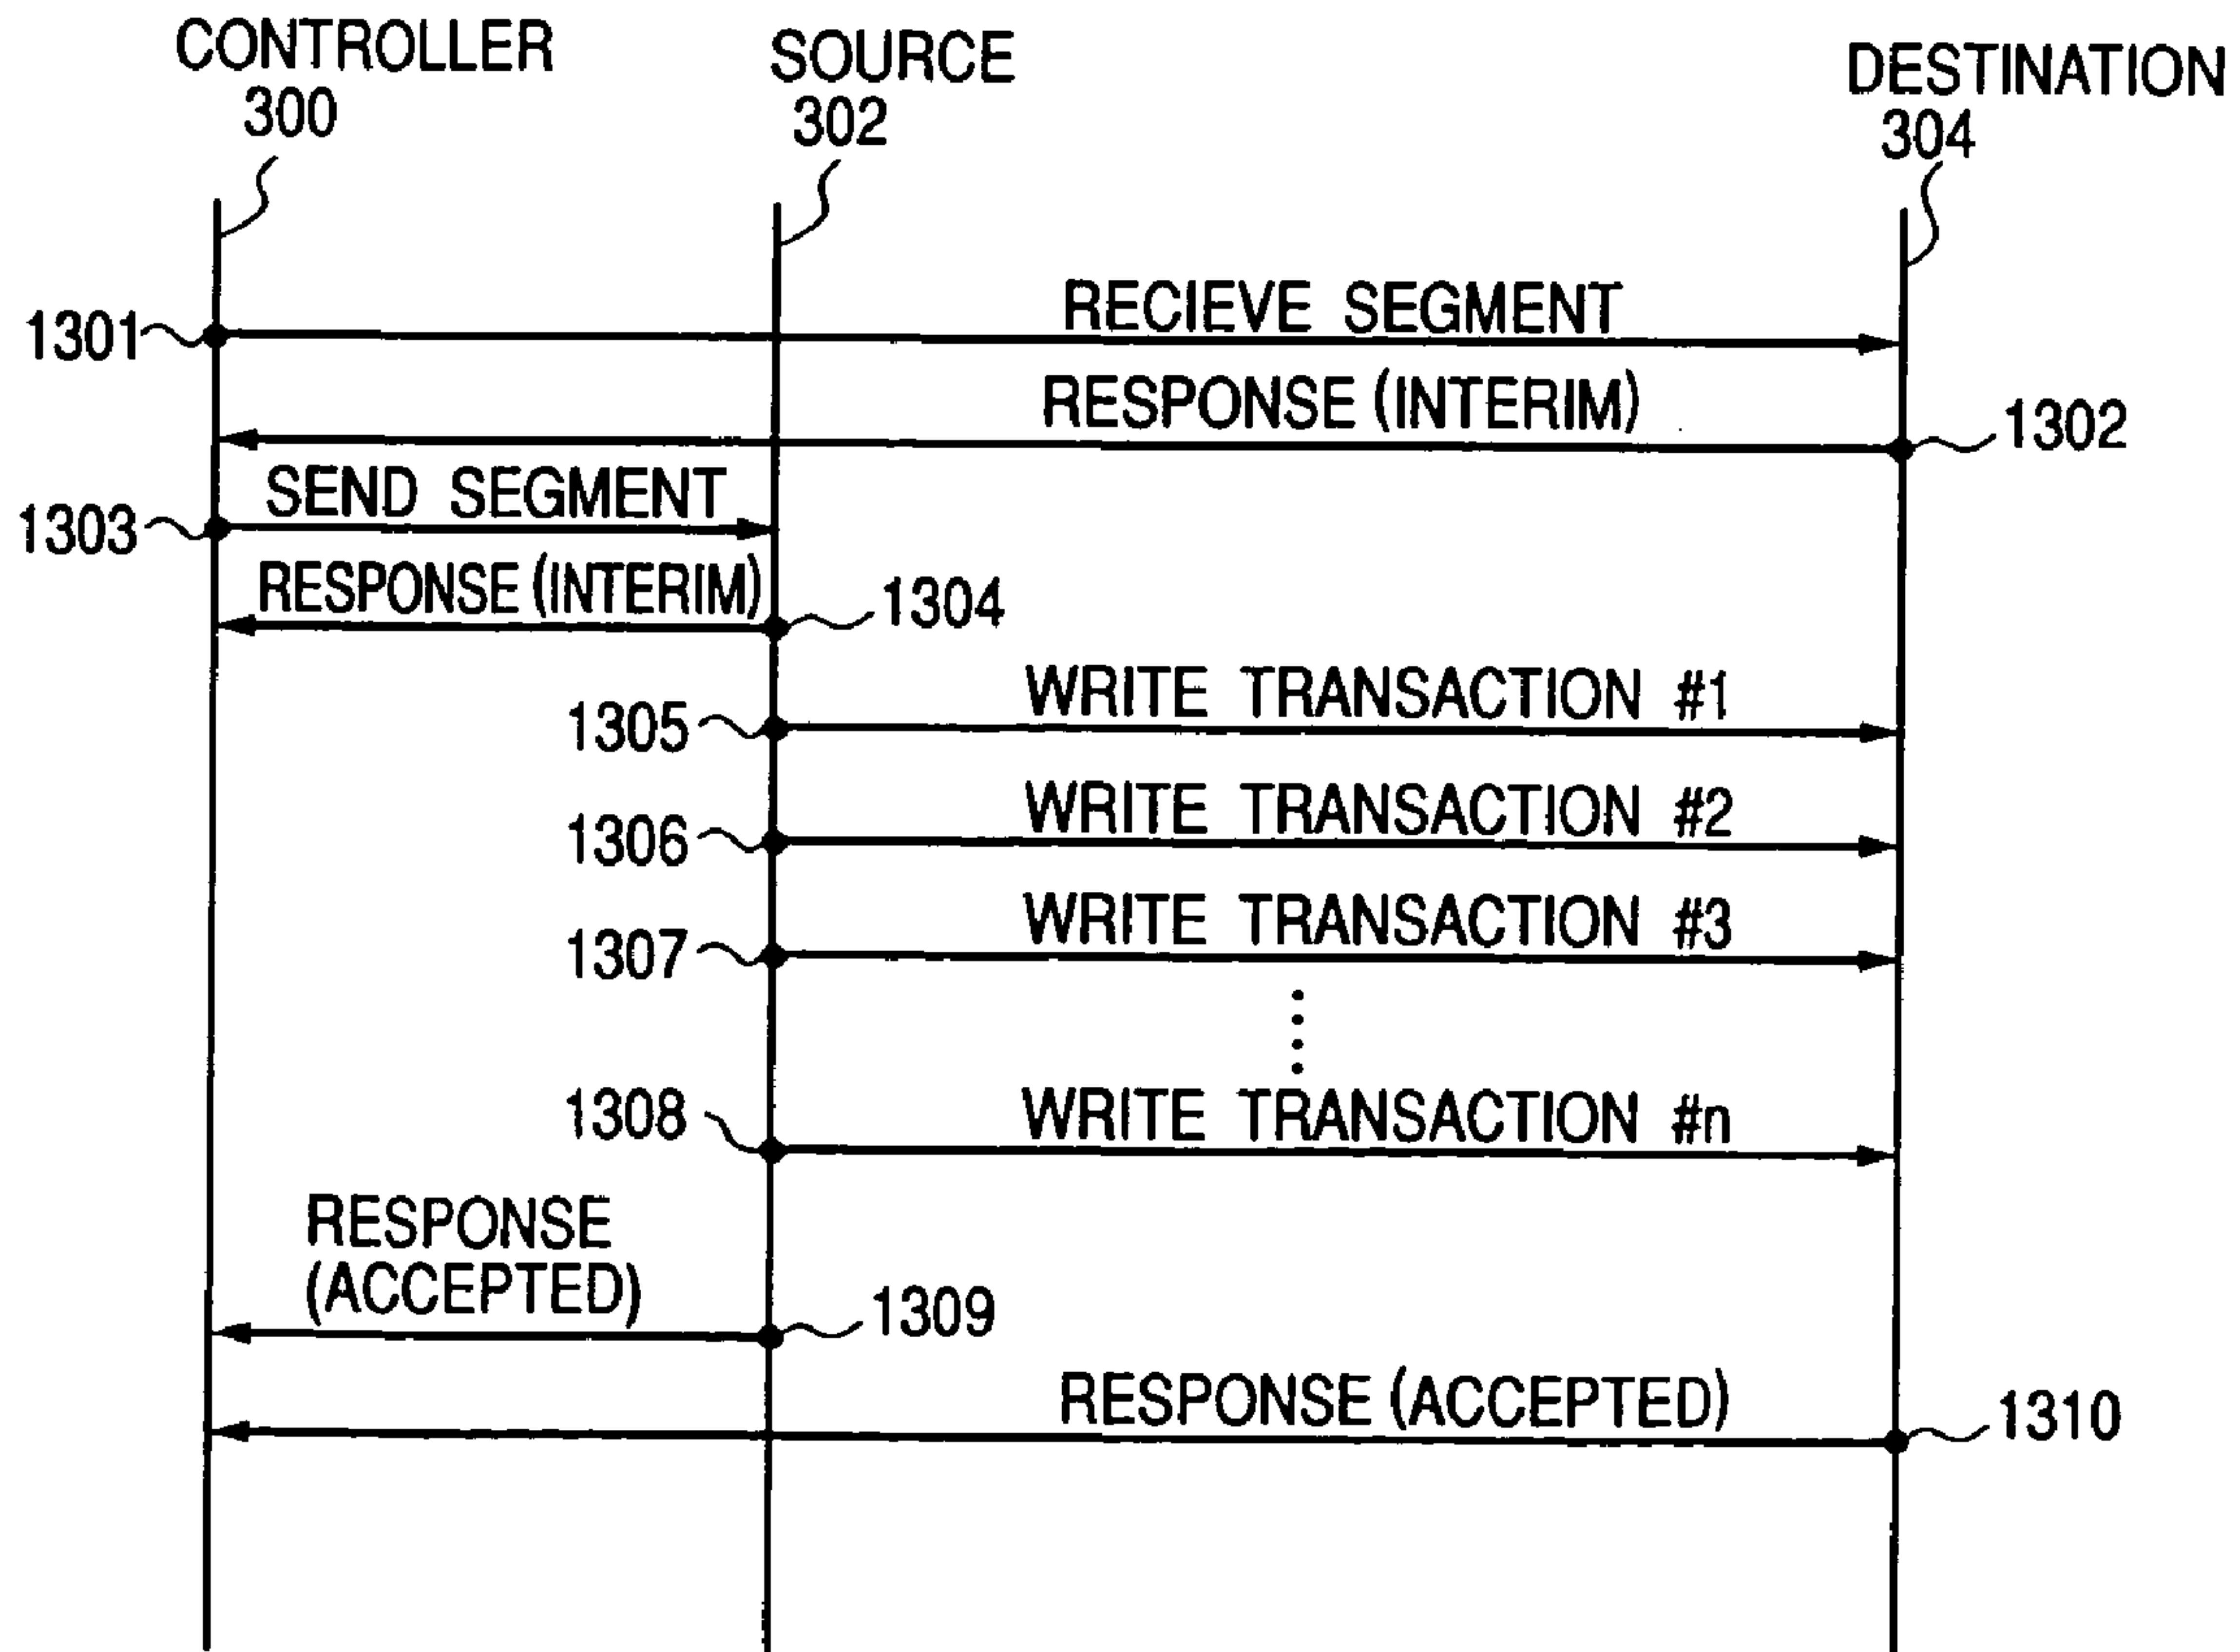 CONTROLLER
300
SOURCE
302
DESTINATION
304
1301
RECIEVE SEGMENT
RESPONSE (INTERIM)
1302
SEND SEGMENT
1303
RESPONSE (INTERIM)
1304
WRITE TRANSACTION #1
1305
WRITE TRANSACTION #2
1306
WRITE TRANSACTION #3
1307
WRITE TRANSACTION #n
1308
RESPONSE
(ACCEPTED)
1309
RESPONSE (ACCEPTED)
1310